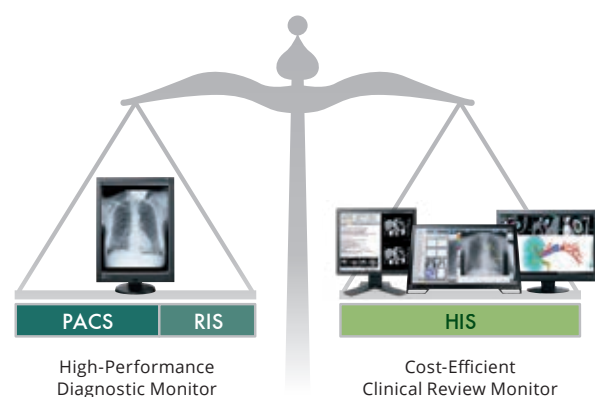 PACS
RIS
HIS
High-Performance
Diagnostic Monitor
Cost-Efficient
Clinical Review Monitor